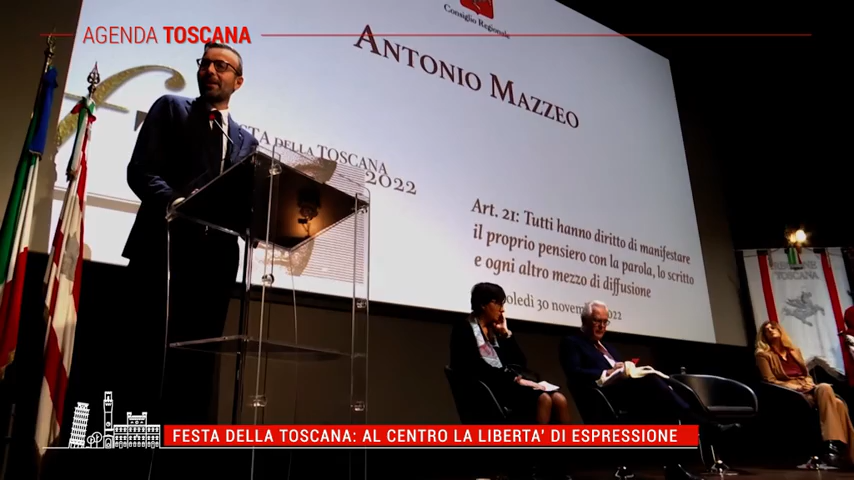 AGENDA TOSCANA
Consiglio Regionale
ANTONIO MAZZEO
FESTA DELLA TOSCANA
2022
Art. 21: Tutti hanno diritto di manifestare
il proprio pensiero con la parola, lo scritto
e ogni altro mezzo di diffusione
30 novembre 2022
REGIONE
TOSCANA
FESTA DELLA TOSCANA: AL CENTRO LA LIBERTA' DI ESPRESSIONE